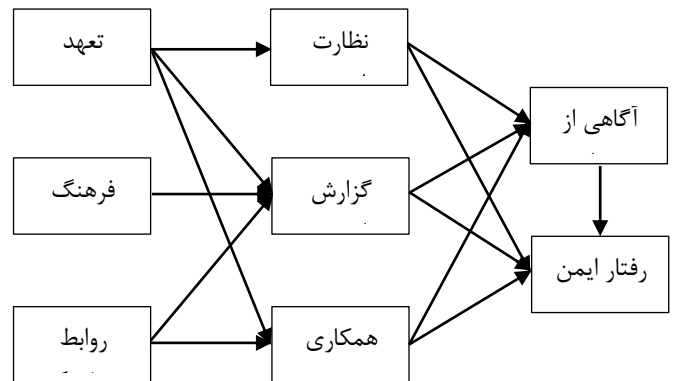 تعهد
نظارت
آگاهی از
فرهنگ
گزارش
رفتار ایمن
روابط
همکاری